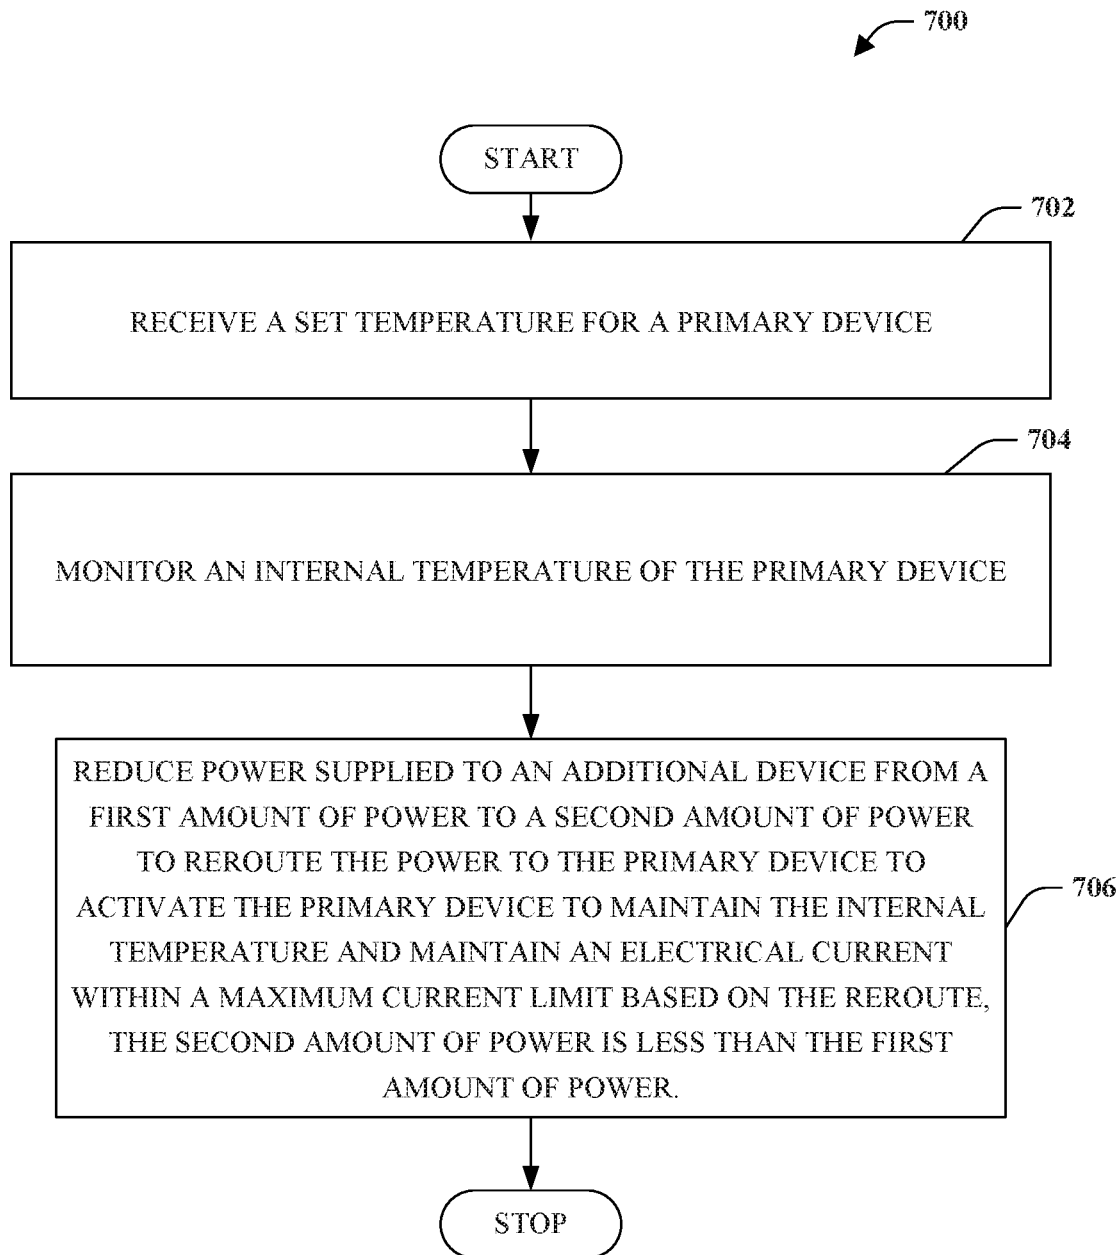 700
START
702
RECEIVE A SET TEMPERATURE FOR A PRIMARY DEVICE
704
MONITOR AN INTERNAL TEMPERATURE OF THE PRIMARY DEVICE
REDUCE POWER SUPPLIED TO AN ADDITIONAL DEVICE FROM A
FIRST AMOUNT OF POWER TO A SECOND AMOUNT OF POWER
TO REROUTE THE POWER TO THE PRIMARY DEVICE TO
ACTIVATE THE PRIMARY DEVICE TO MAINTAIN THE INTERNAL
TEMPERATURE AND MAINTAIN AN ELECTRICAL CURRENT
WITHIN A MAXIMUM CURRENT LIMIT BASED ON THE REROUTE,
THE SECOND AMOUNT OF POWER IS LESS THAN THE FIRST
AMOUNT OF POWER.
706
STOP